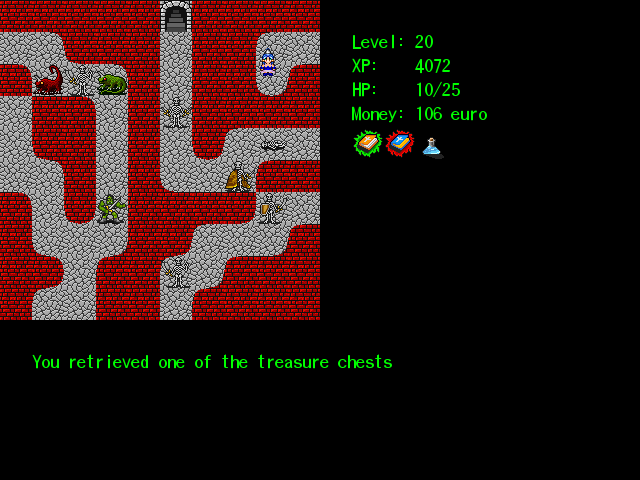 Level: 20
XP: 4072
HP: 10/25
Money: 106 euro
You retrieved one of the treasure chests